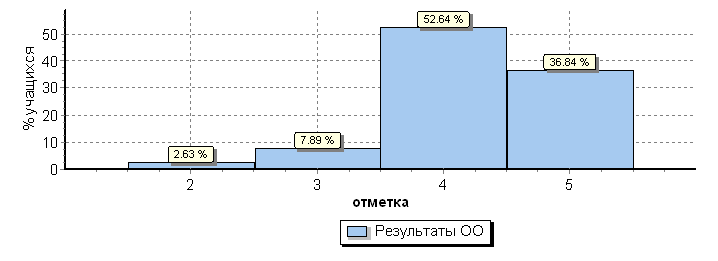 52.64 %
50
% учащихся
40
36.84 %
30
20
10
7.89 %
2.63 %
0
2 3 4 5
отметка
Результаты ОО